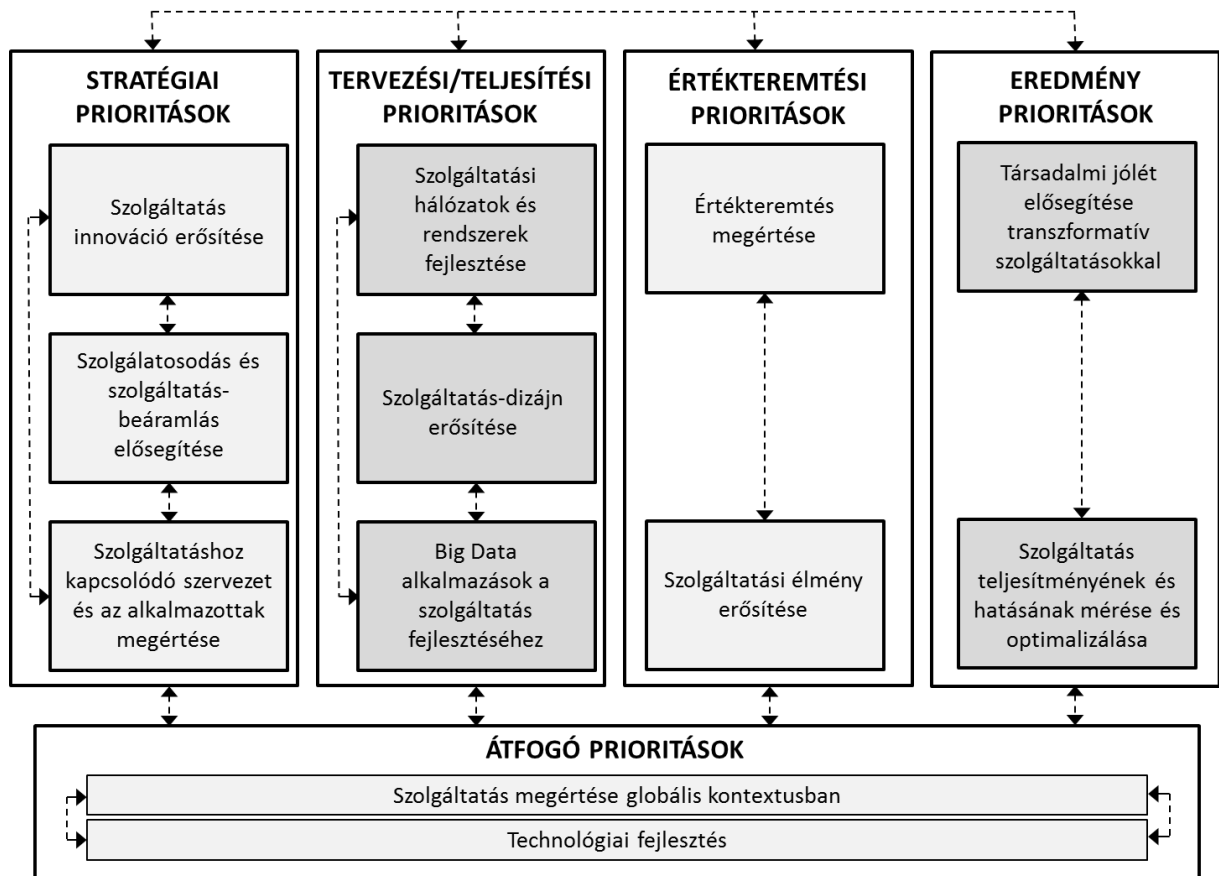 STRATÉGIAI
PRIORITÁSOK
Szolgáltatás
innováció erősítése
Szolgálatosodás és
szolgáltatás-
beáramlás
elősegítése
Szolgáltatáshoz
kapcsolódó szervezet
és az alkalmazottak
megértése
TERVEZÉSI/TELJESÍTÉSI
PRIORITÁSOK
Szolgáltatási
hálózatok és
rendszerek
fejlesztése
Szolgáltatás-dizájn
erősítése
Big Data
alkalmazások a
szolgáltatás
fejlesztéséhez
ÉRTÉKTEREMTÉSI
PRIORITÁSOK
Értékteremtés
megértése
Szolgáltatási élmény
erősítése
EREDMÉNY
PRIORITÁSOK
Társadalmi jólét
elősegítése
transzformatív
szolgáltatásokkal
Szolgáltatás
teljesítményének és
hatásának mérése és
optimalizálása
ÁTFOGÓ PRIORITÁSOK
Szolgáltatás megértése globális kontextusban
Technológiai fejlesztés